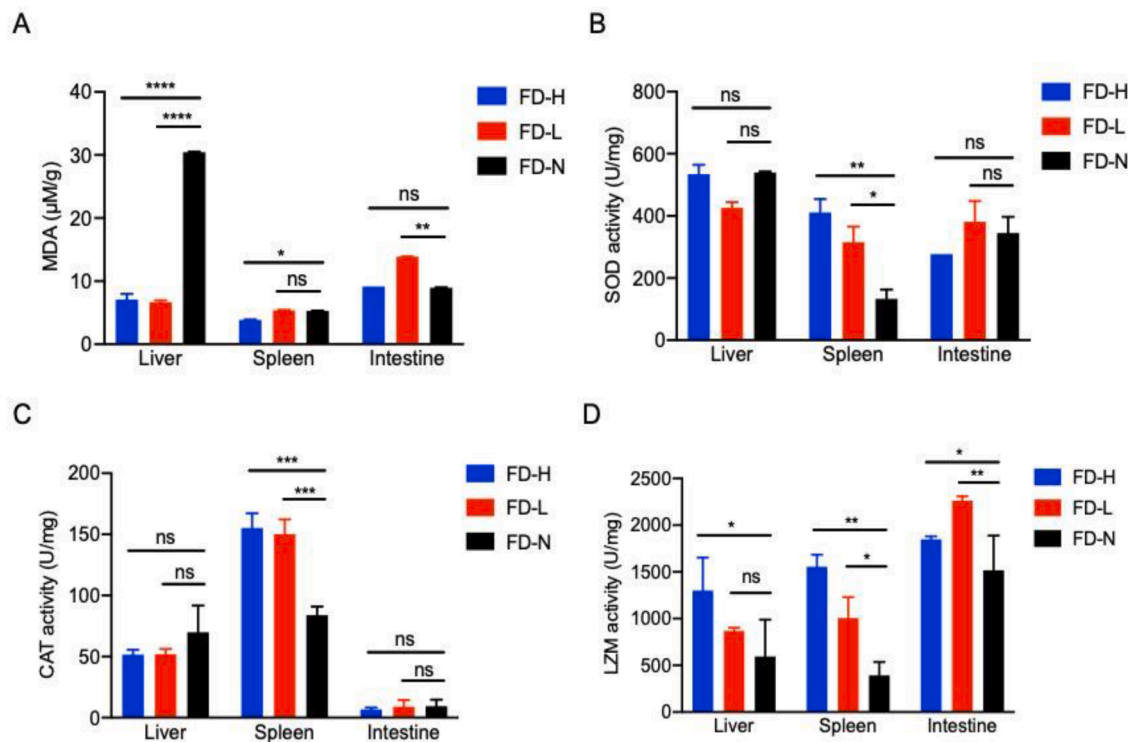 A
MDA (μM/g)
40
30
20
10
0
****
****
*
ns
ns
**
Liver
Spleen
Intestine
FD-H
FD-L
FD-N
B
SOD activity (U/mg)
800
600
400
200
0
ns
ns
**
*
ns
ns
Liver
Spleen
Intestine
FD-H
FD-L
FD-N
C
CAT activity (U/mg)
200
150
100
50
0
ns
ns
***
***
ns
ns
Liver
Spleen
Intestine
FD-H
FD-L
FD-N
D
LZM activity (U/mg)
2500
2000
1500
1000
500
0
*
ns
**
*
*
**
Liver
Spleen
Intestine
FD-H
FD-L
FD-N